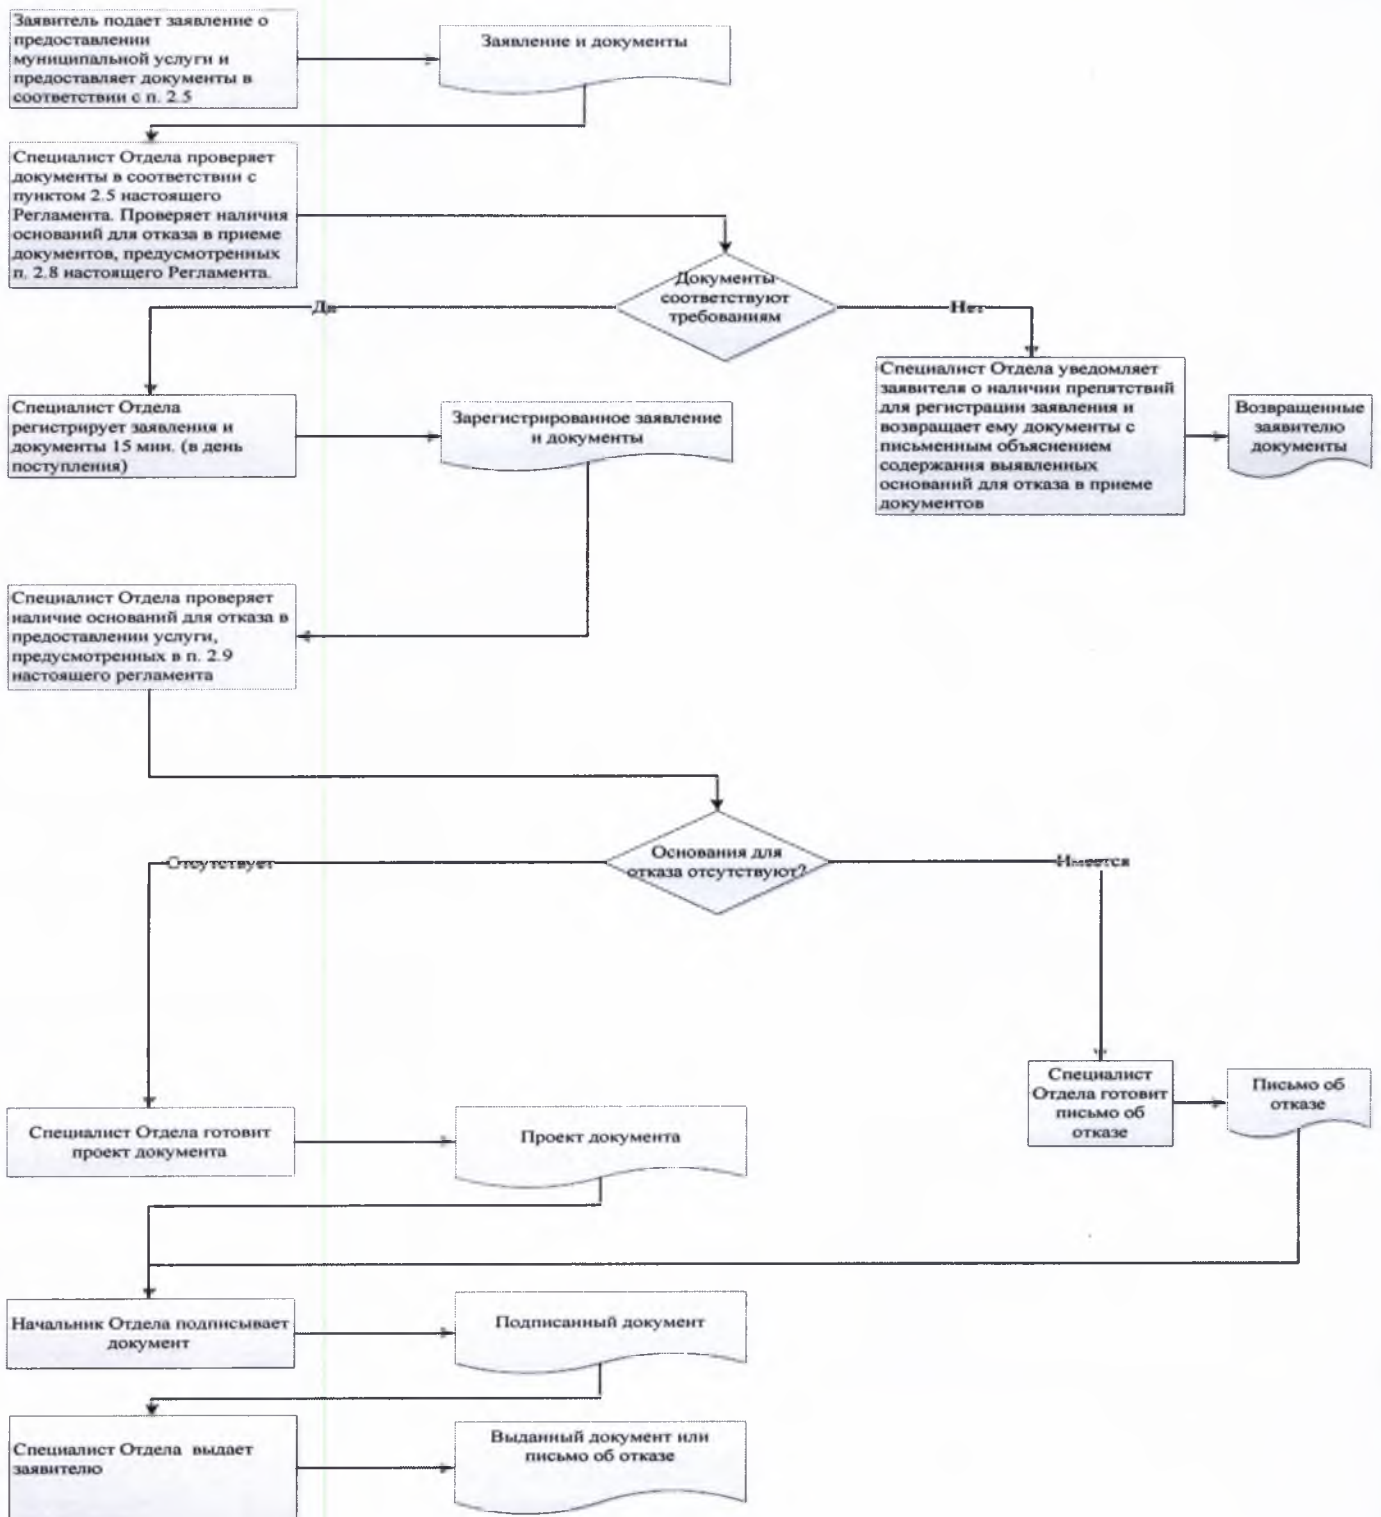 Заявитель подает заявление о
предоставлении
муниципальной услуги и
предоставляет документы в
соответствии с п. 2.5
Заявление и документы
Специалист Отдела проверяет
документы в соответствии с
пунктом 2.5 настоящего
Регламента. Проверяет наличия
оснований для отказа в приеме
документов, предусмотренных
п. 2.8 настоящего Регламента.
Документы
соответствуют
требованиям
Да
Нет
Специалист Отдела
регистрирует заявления и
документы 15 мин. (в день
поступления)
Зарегистрированное заявление
и документы
Специалист Отдела уведомляет
заявителя о наличии препятствий
для регистрации заявления и
возвращает ему документы с
письменным объяснением
содержания выявленных
оснований для отказа в приеме
документов
Возвращенные
заявителю
документы
Специалист Отдела проверяет
наличие оснований для отказа в
предоставлении услуги,
предусмотренных в п. 2.9
настоящего регламента
Основания для
отказа отсутствуют?
Отсутствует
Имеется
Специалист
Отдела готовит
письмо об
отказе
Письмо об
отказе
Специалист Отдела готовит
проект документа
Проект документа
Начальник Отдела подписывает
документ
Подписанный документ
Специалист Отдела выдает
заявителю
Выданный документ или
письмо об отказе